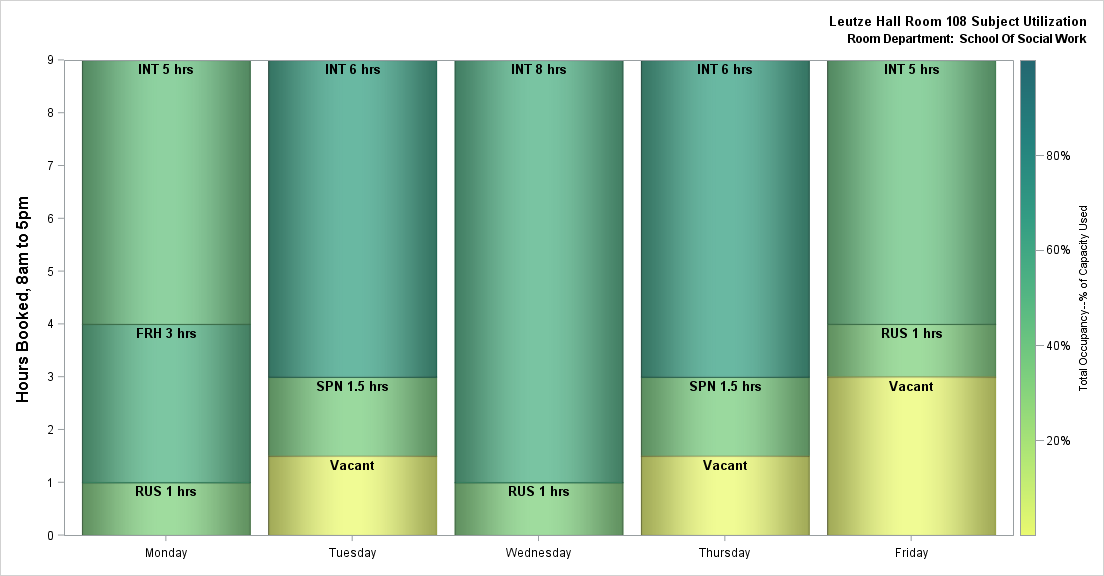 Leutze Hall Room 108 Subject Utilization
Room Department: School Of Social Work
Hours Booked, 8am to 5pm
9
8
7
6
5
4
3
2
1
0
INT 5 hrs
FRH 3 hrs
RUS 1 hrs
INT 6 hrs
SPN 1.5 hrs
Vacant
INT 8 hrs
RUS 1 hrs
INT 6 hrs
SPN 1.5 hrs
Vacant
INT 5 hrs
RUS 1 hrs
Vacant
Monday
Tuesday
Wednesday
Thursday
Friday
80%
60%
40%
20%
Total Occupancy--% of Capacity Used